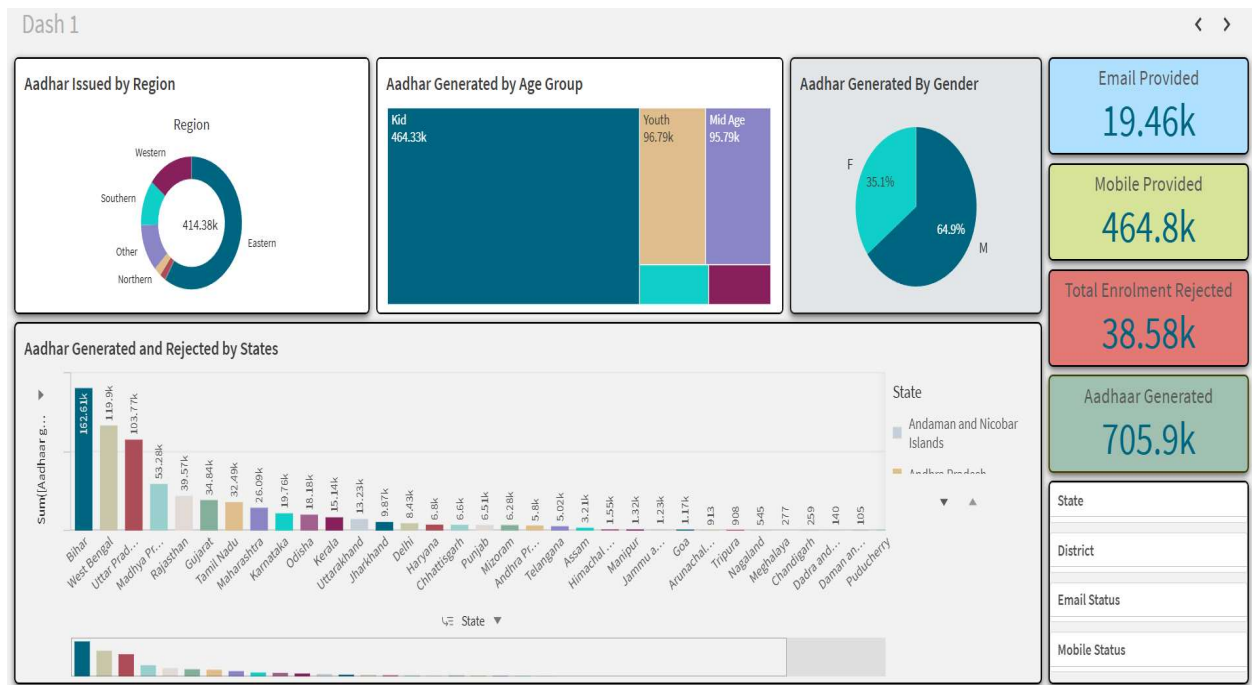 Dash 1
Aadhar Issued by Region
Region
Western
Southern
Other
Northern
Eastern
414.38k
Aadhar Generated by Age Group
Kid
464.33k
Youth
96.79k
Mid Age
95.79k
Aadhar Generated By Gender
F
35.1%
64.9%
M
Email Provided
19.46k
Mobile Provided
464.8k
Total Enrolment Rejected
38.58k
Aadhaar Generated
705.9k
Aadhar Generated and Rejected by States
Sum([Aadhaar g...
162.61k
119.9k
103.77k
53.28k
39.57k
34.84k
32.49k
26.09k
19.76k
18.18k
15.14k
13.23k
9.87k
8.43k
6.8k
6.6k
6.51k
6.28k
5.8k
5.02k
3.21k
1.55k
1.32k
1.23k
1.17k
913
908
545
277
259
140
105
Bihar
West Bengal
Uttar Prad...
Madhya Pr...
Rajasthan
Gujarat
Tamil Nadu
Maharashtra
Karnataka
Odisha
Kerala
Uttarakhand
Jharkhand
Delhi
Haryana
Chhattisgarh
Punjab
Mizoram
Andhra Pr...
Telangana
Assam
Himachal ...
Manipur
Jammu a...
Goa
Arunachal...
Tripura
Nagaland
Meghalaya
Chandigarh
Dadra and...
Daman an...
Puducherry
State
State
Andaman and Nicobar
Islands
Andhra Pradesh
State
District
Email Status
Mobile Status